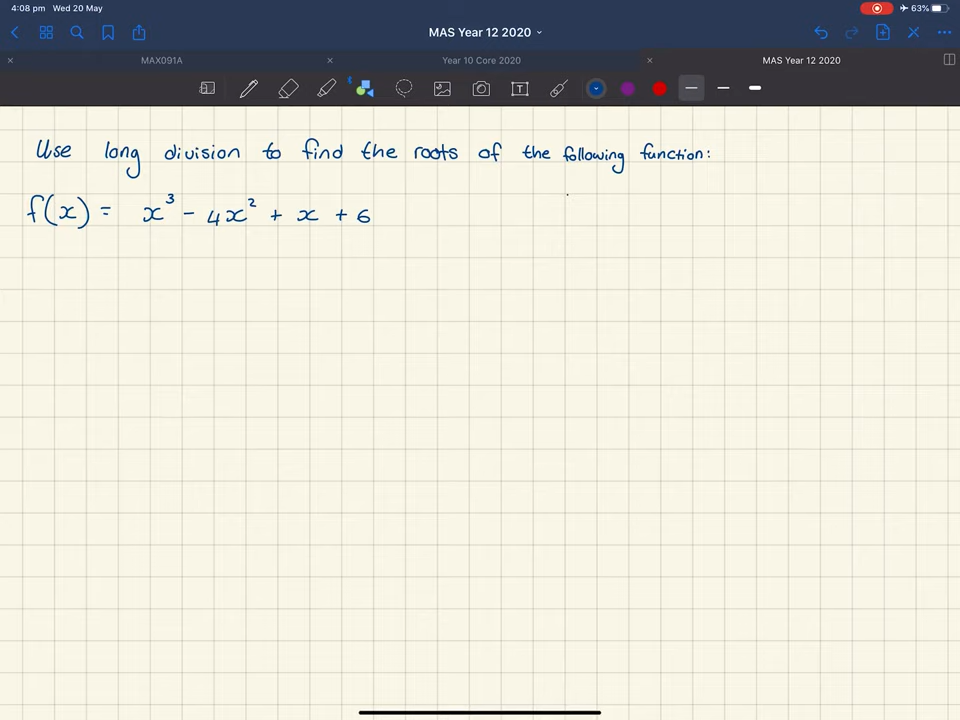 4:08 pm Wed 20 May
63%
MAS Year 12 2020
MAX091A
Year 10 Core 2020
MAS Year 12 2020
T
Use long division to find the roots of the following function:
f(x) = x³ - 4x² + x + 6